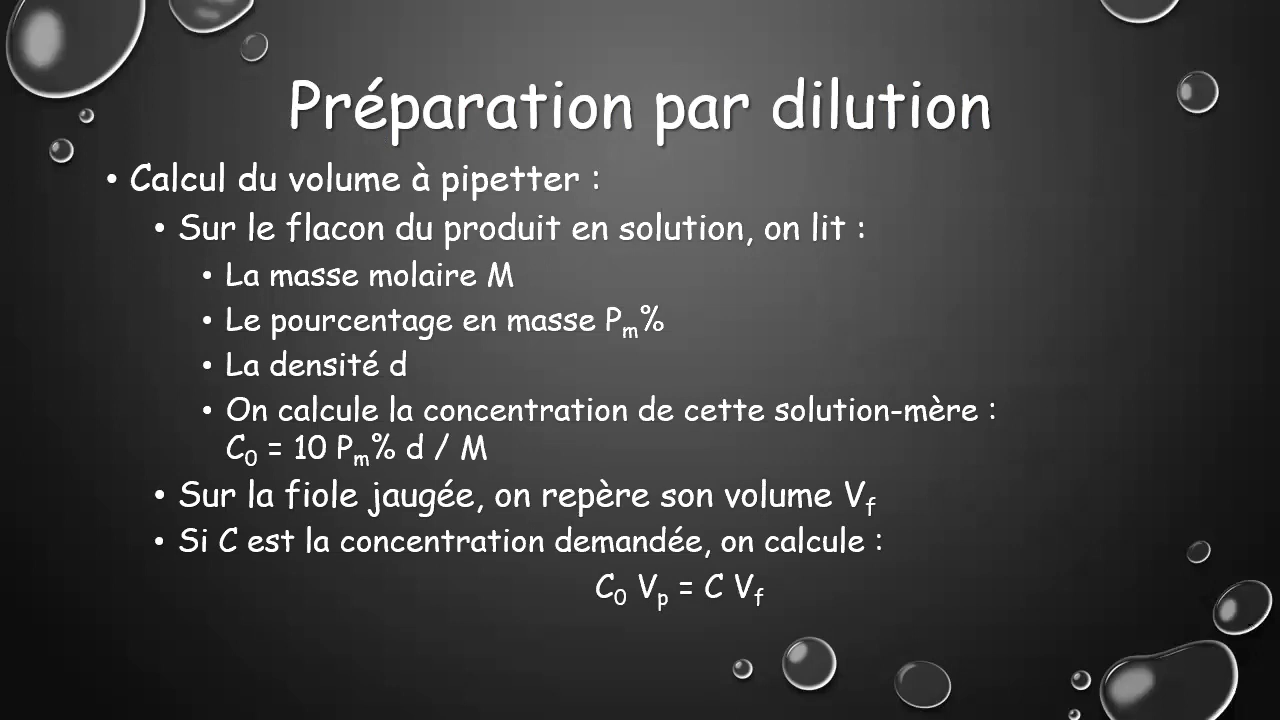 Préparation par dilution
• Calcul du volume à pipetter :
• Sur le flacon du produit en solution, on lit :
• La masse molaire M
• Le pourcentage en masse Pₘ%
• La densité d
• On calcule la concentration de cette solution-mère :
C₀ = 10 Pₘ% d / M
• Sur la fiole jaugée, on repère son volume V_f
• Si C est la concentration demandée, on calcule :
C₀ Vₚ = C V_f